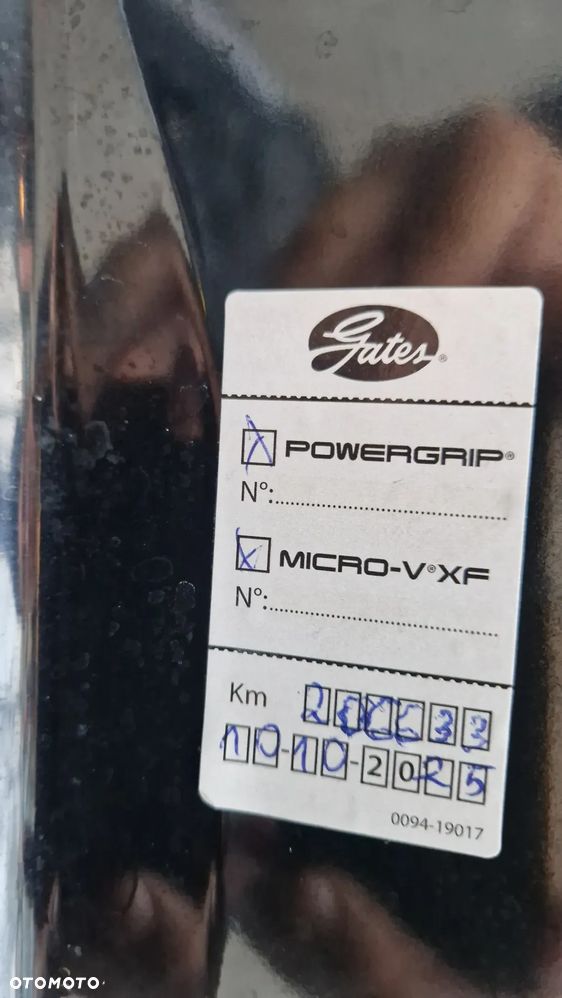 Gates®
X POWERGRIP®
N°:
X MICRO-V®XF
N°:
Km
10-10-2025
0094-19017
OTOMOTO